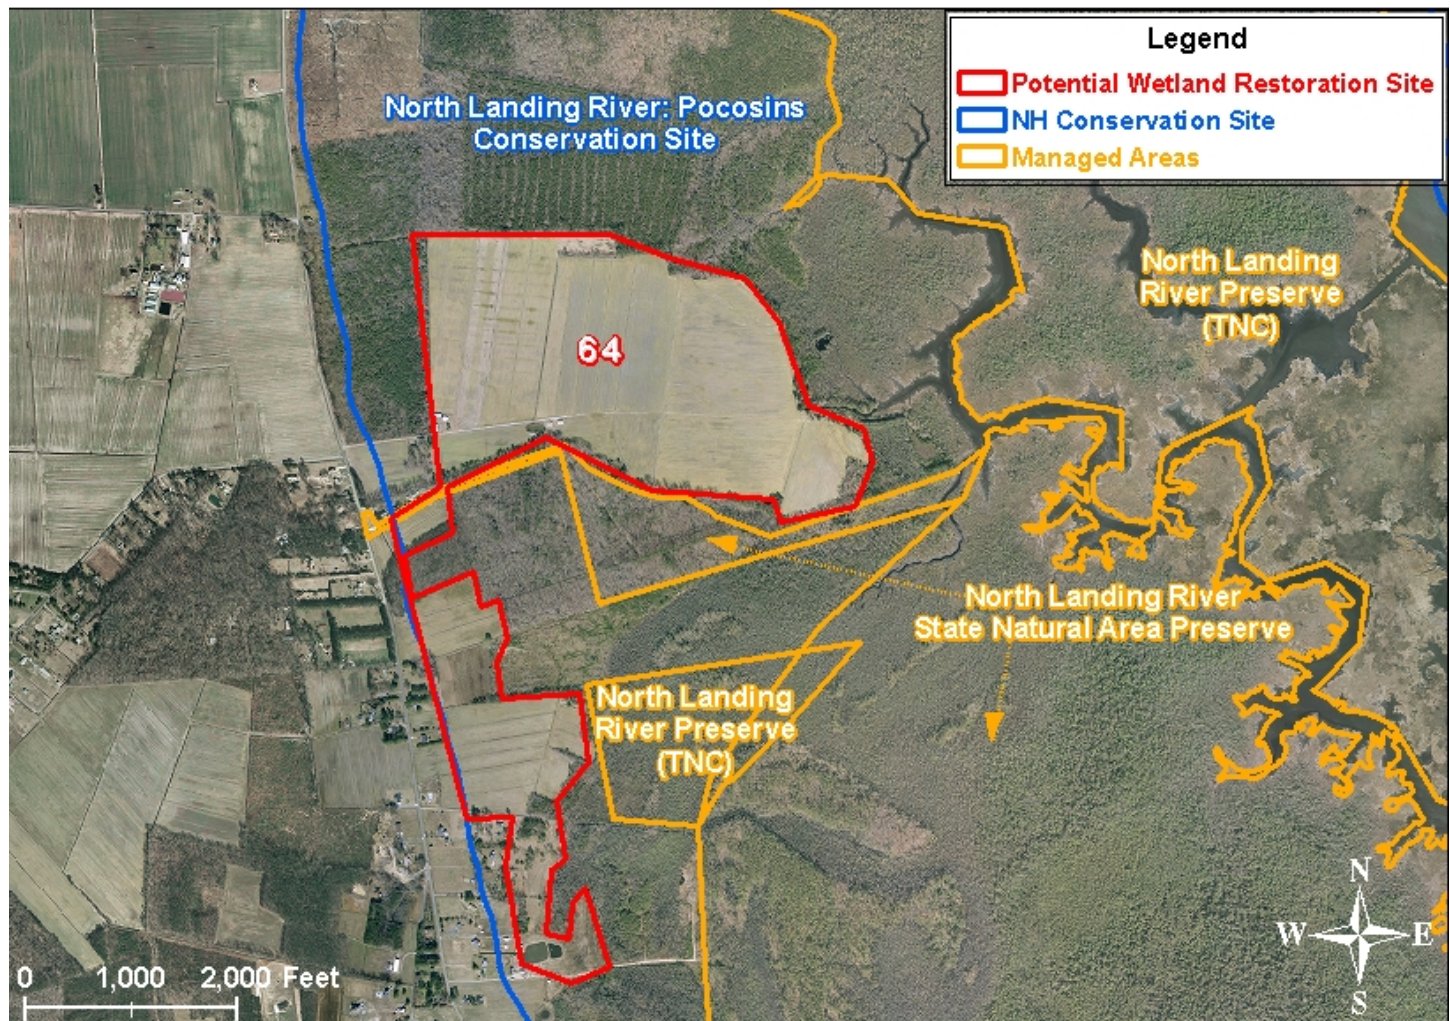 Legend
Potential Wetland Restoration Site
NH Conservation Site
Managed Areas
North Landing River: Pocosins
Conservation Site
North Landing
River Preserve
(TNC)
64
North Landing River
State Natural Area Preserve
North Landing
River Preserve
(TNC)
N
W E
S
0 1,000 2,000 Feet